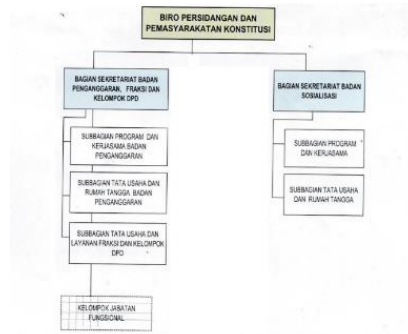 BIRO PERSIDANGAN DAN
PEMASYARAKATAN KONSTITUSI
BAGIAN SEKRETARIAT BADAN
PENGANGGARAN, FRAKSI DAN
KELOMPOK DPD
BAGIAN SEKRETARIAT BADAN
SOSIALISASI
SUBBAGIAN PROGRAM DAN
KERJASAMA BADAN
PENGANGGARAN
SUBBAGIAN TATA USAHA DAN
RUMAH TANGGA BADAN
PENGANGGARAN
SUBBAGIAN TATA USAHA DAN
LAYANAN FRAKSI DAN KELOMPOK
DPD
KELOMPOK JABATAN
FUNGSIONAL
SUBBAGIAN PROGRAM
DAN KERJASAMA
SUBBAGIAN TATA USAHA
DAN RUMAH TANGGA